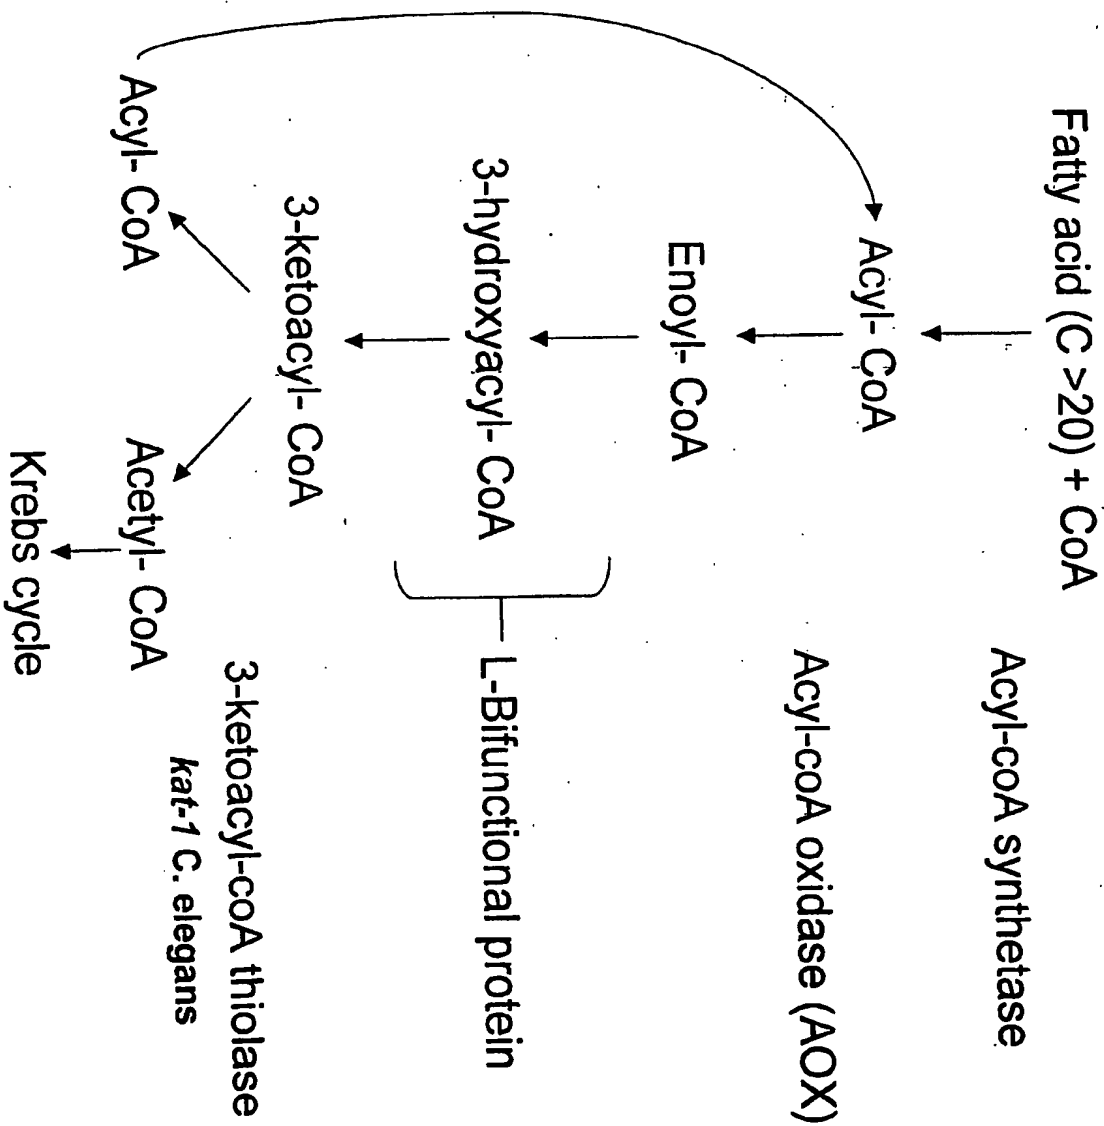 Fatty acid (C >20) + CoA
Acyl-coA synthetase
Acyl- CoA
Acyl-coA oxidase (AOX)
Enoyl- CoA
3-hydroxyacyl- CoA
L-Bifunctional protein
3-ketoacyl- CoA
3-ketoacyl-coA thiolase
kat-1 C. elegans
Acyl- CoA
Acetyl- CoA
Krebs cycle